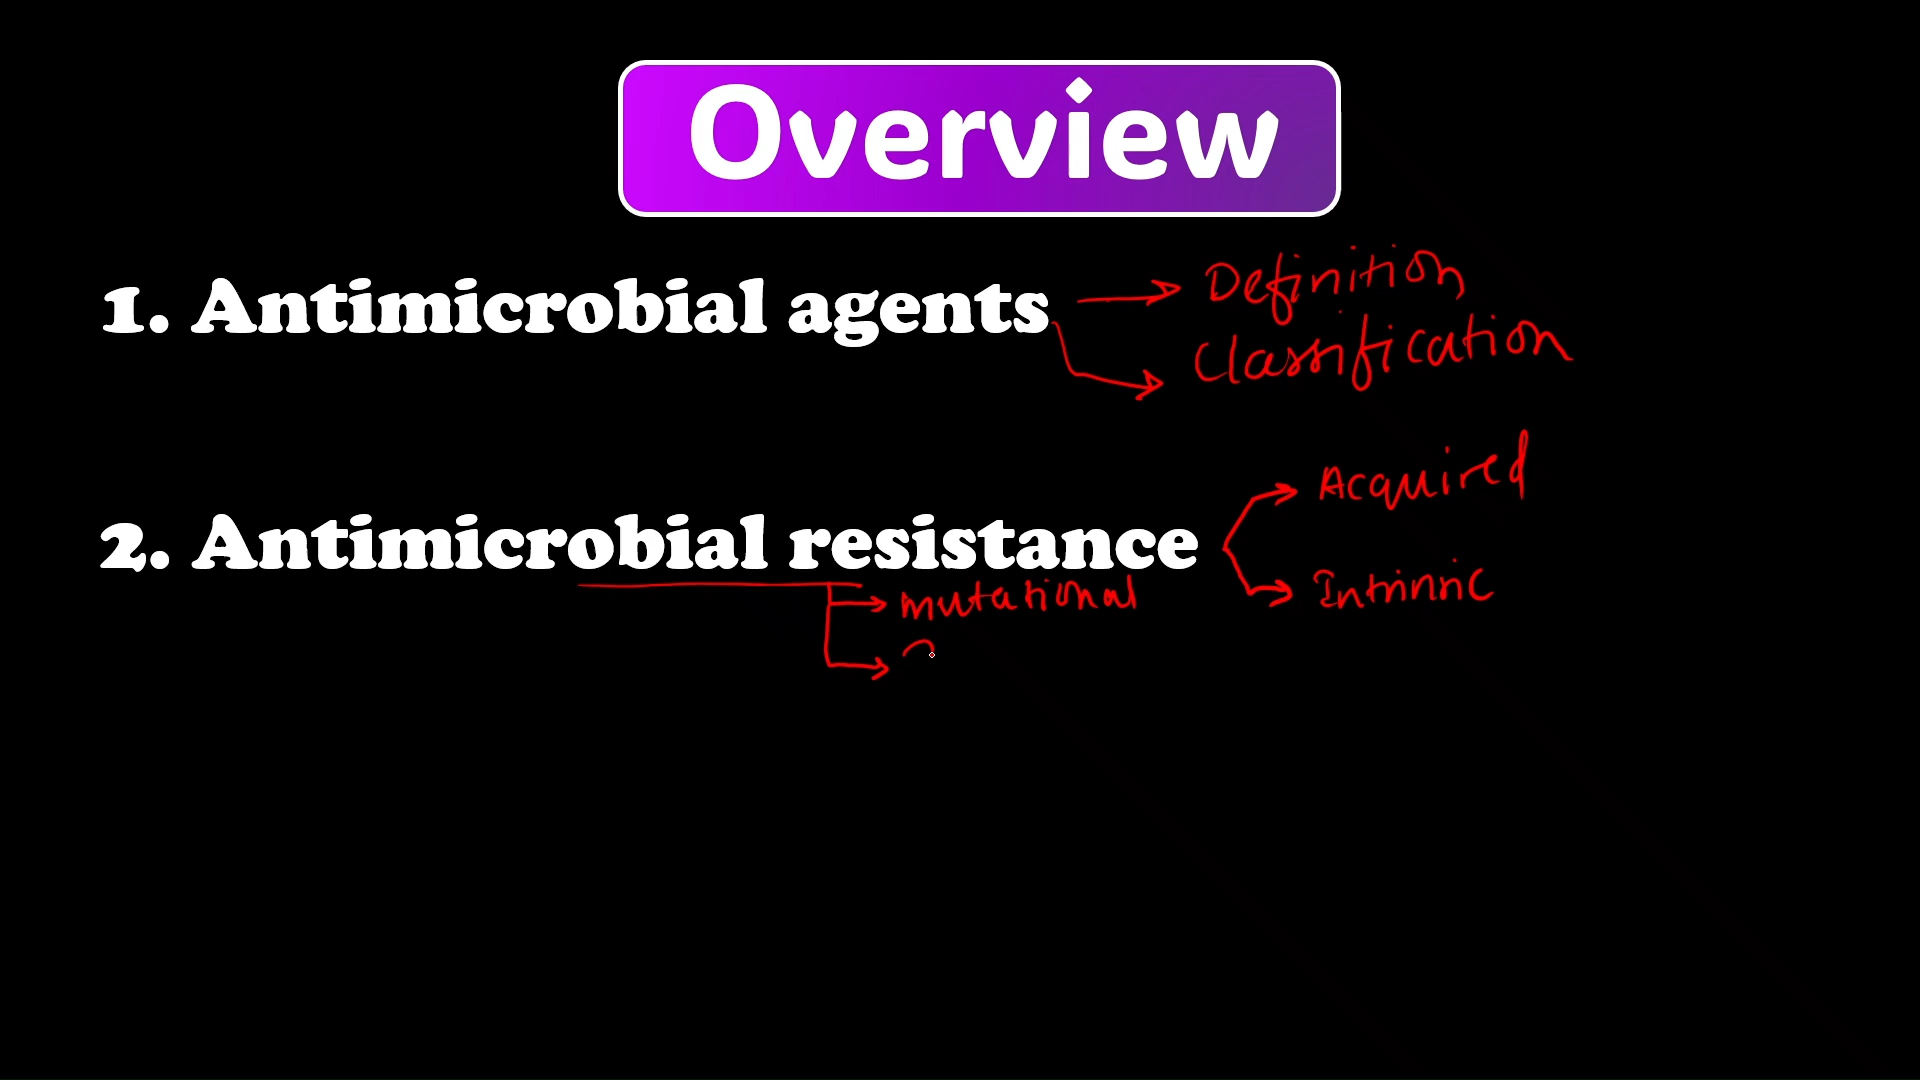 Overview
1. Antimicrobial agents
Definition
Classification
2. Antimicrobial resistance
Acquired
Intrinsic
mutational